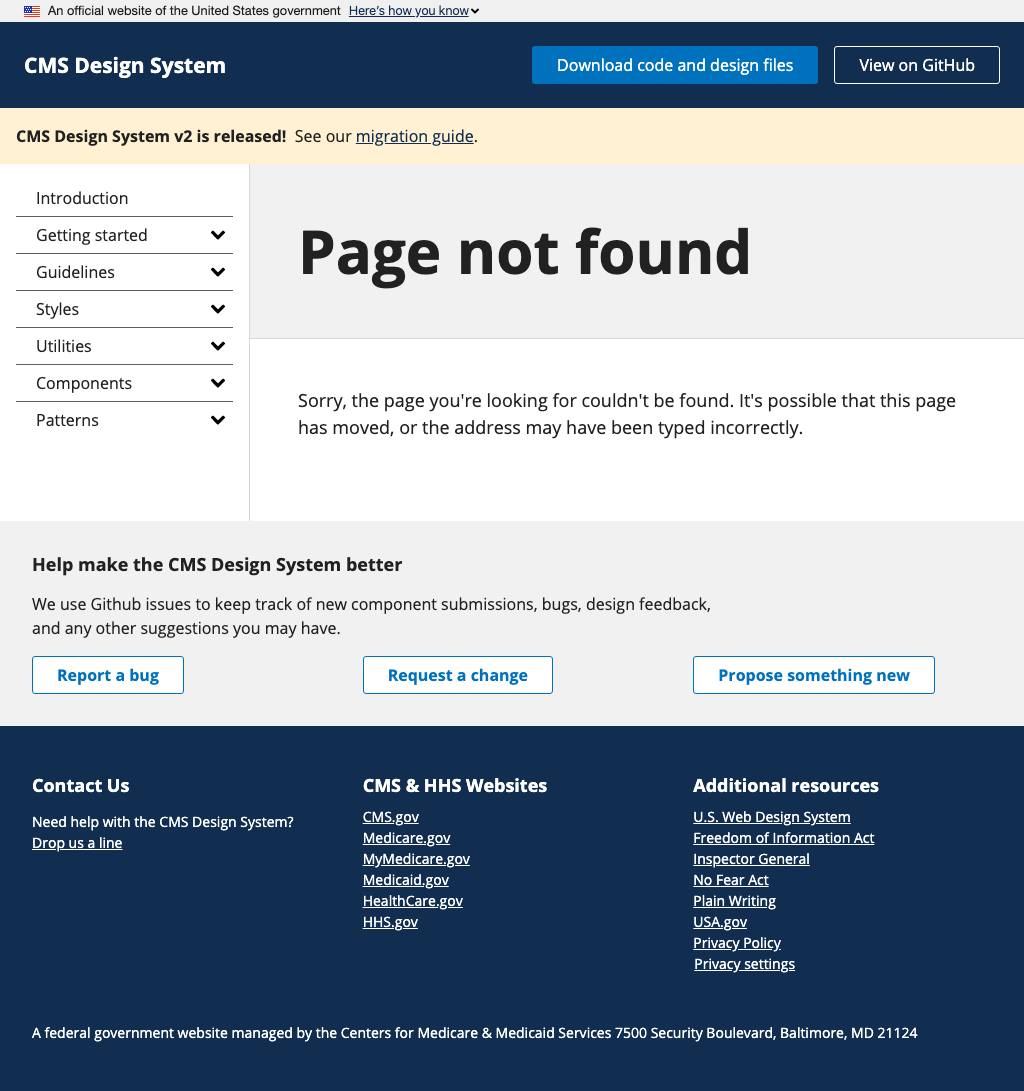 An official website of the United States government Here's how you know
CMS Design System
Download code and design files
View on GitHub
CMS Design System v2 is released! See our migration guide.
Introduction
Getting started
Guidelines
Styles
Utilities
Components
Patterns
Page not found
Sorry, the page you're looking for couldn't be found. It's possible that this page
has moved, or the address may have been typed incorrectly.
Help make the CMS Design System better
We use Github issues to keep track of new component submissions, bugs, design feedback,
and any other suggestions you may have.
Report a bug
Request a change
Propose something new
Contact Us
Need help with the CMS Design System?
Drop us a line
CMS & HHS Websites
CMS.gov
Medicare.gov
MyMedicare.gov
Medicaid.gov
HealthCare.gov
HHS.gov
Additional resources
U.S. Web Design System
Freedom of Information Act
Inspector General
No Fear Act
Plain Writing
USA.gov
Privacy Policy
Privacy settings
A federal government website managed by the Centers for Medicare & Medicaid Services 7500 Security Boulevard, Baltimore, MD 21124